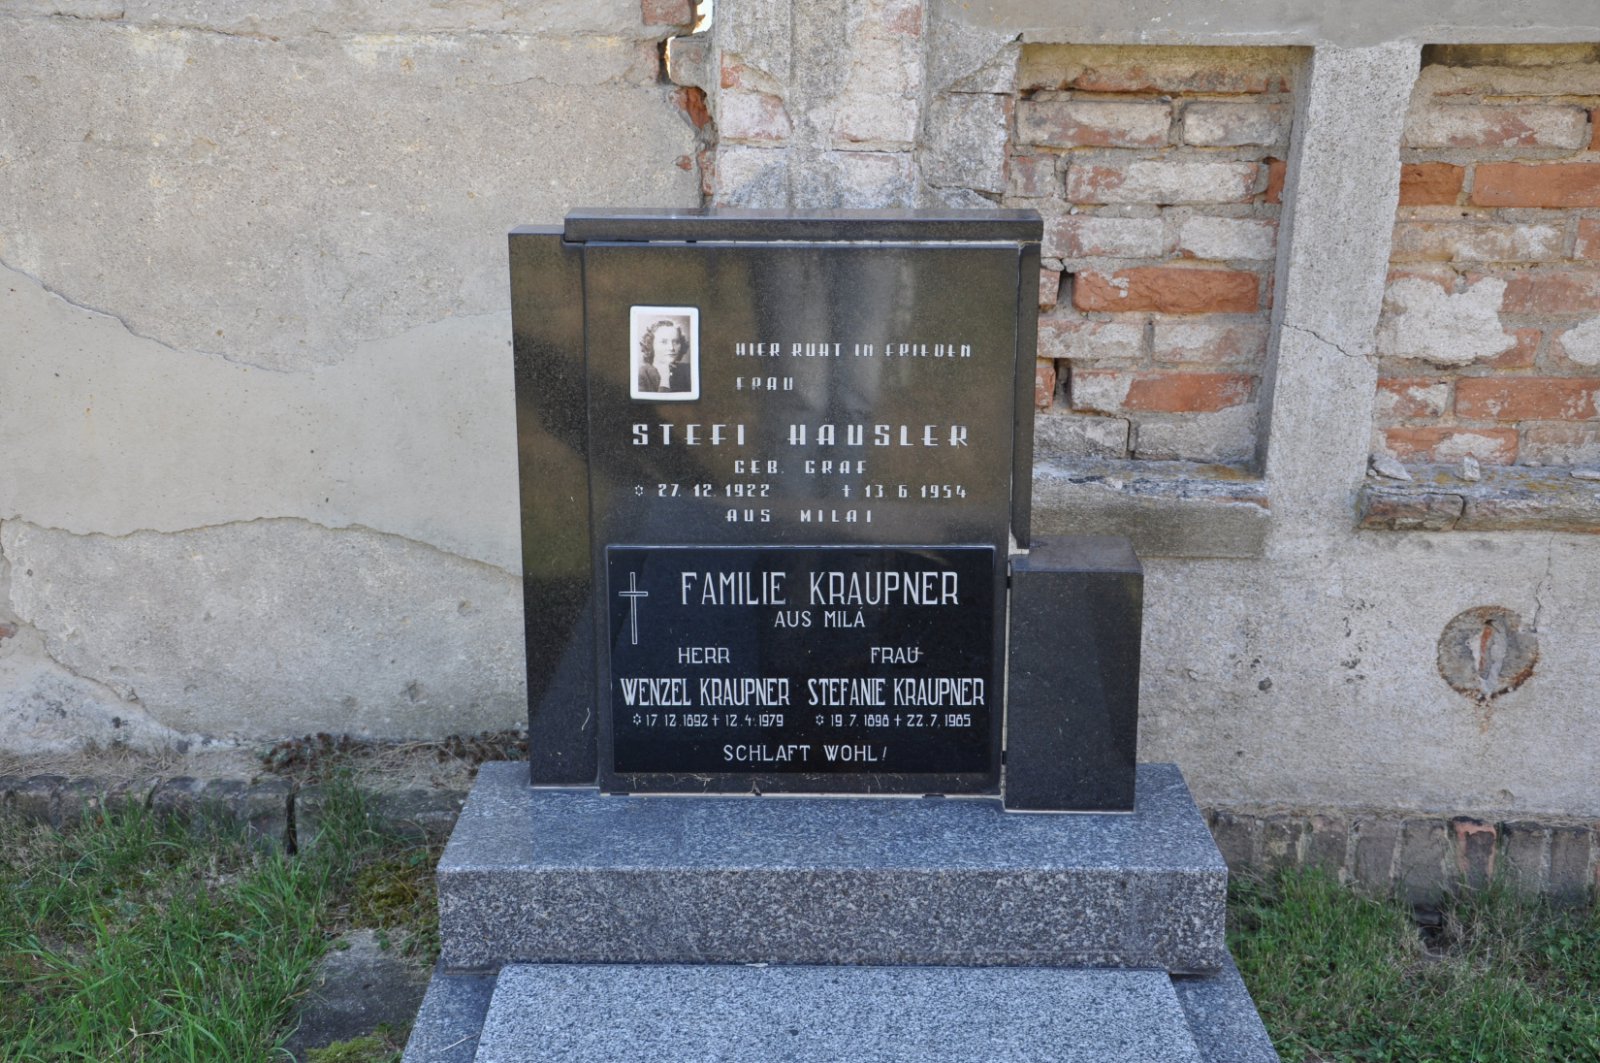 HIER RUHT IN FRIEDEN
FRAU
STEFI HAUSLER
GEB. GRAF
✡ 27. 12. 1922 † 13. 6. 1954
AUS MILAI
FAMILIE KRAUPNER
AUS MILÁ
HERR FRAU
WENZEL KRAUPNER STEFANIE KRAUPNER
✡ 17. 12. 1892 † 12. 4. 1979 ✡ 19. 7. 1898 † 22. 7. 1985
SCHLAFT WOHL!